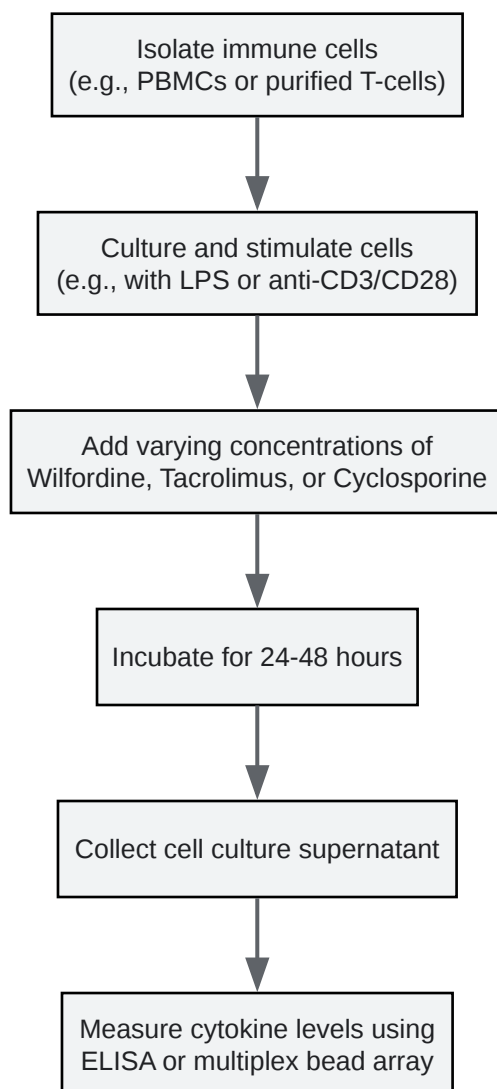 Isolate immune cells
(e.g., PBMCs or purified T-cells)
Culture and stimulate cells
(e.g., with LPS or anti-CD3/CD28)
Add varying concentrations of
Wilfordine, Tacrolimus, or Cyclosporine
Incubate for 24-48 hours
Collect cell culture supernatant
Measure cytokine levels using
ELISA or multiplex bead array